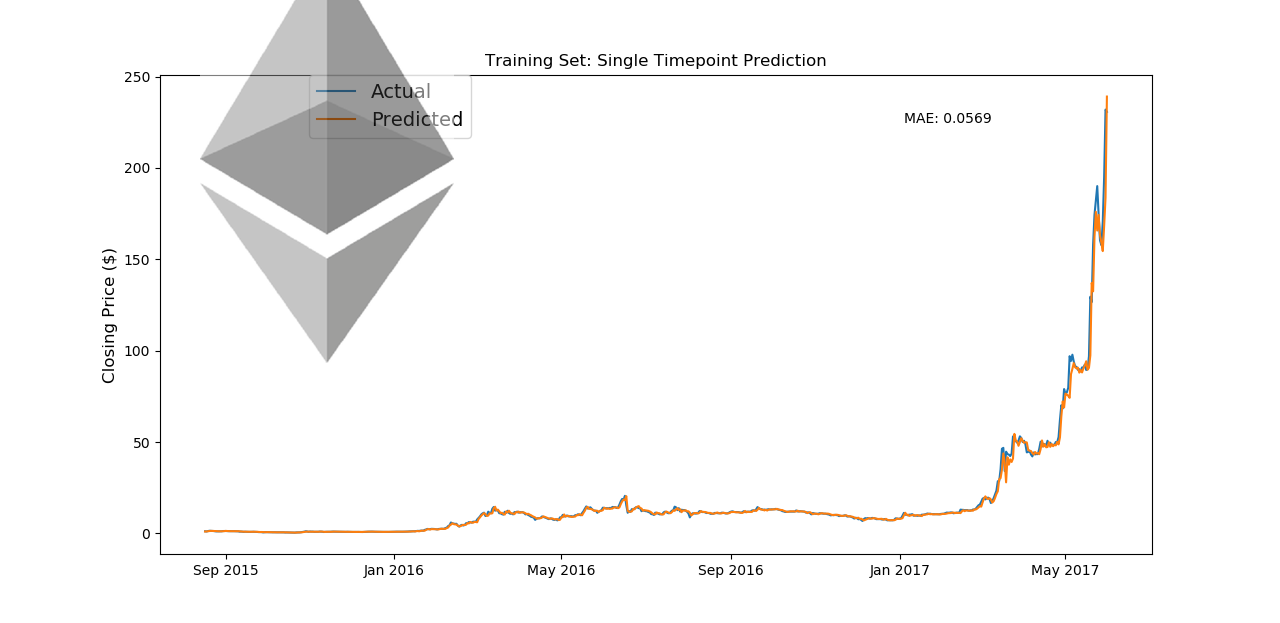 Training Set: Single Timepoint Prediction
Actual
Predicted
MAE: 0.0569
Closing Price ($)
250
200
150
100
50
0
Sep 2015
Jan 2016
May 2016
Sep 2016
Jan 2017
May 2017